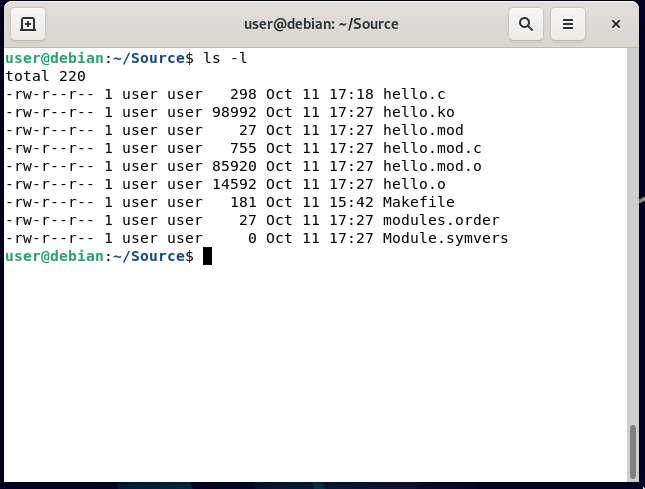 user@debian: ~/Source
user@debian:~/Source$ ls -l
total 220
-rw-r--r-- 1 user user   298 Oct 11 17:18 hello.c
-rw-r--r-- 1 user user 98992 Oct 11 17:27 hello.ko
-rw-r--r-- 1 user user    27 Oct 11 17:27 hello.mod
-rw-r--r-- 1 user user   755 Oct 11 17:27 hello.mod.c
-rw-r--r-- 1 user user 85920 Oct 11 17:27 hello.mod.o
-rw-r--r-- 1 user user 14592 Oct 11 17:27 hello.o
-rw-r--r-- 1 user user   181 Oct 11 15:42 Makefile
-rw-r--r-- 1 user user    27 Oct 11 17:27 modules.order
-rw-r--r-- 1 user user     0 Oct 11 17:27 Module.symvers
user@debian:~/Source$